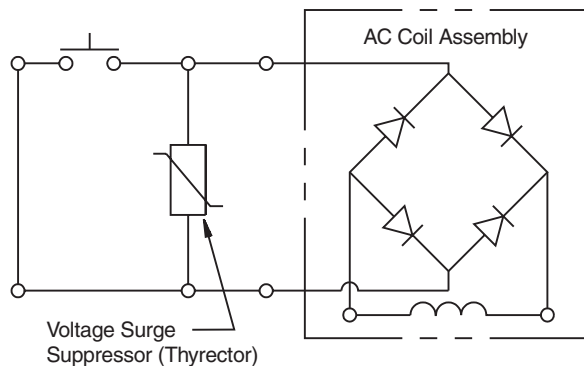 AC Coil Assembly
Voltage Surge
Suppressor (Thyrector)